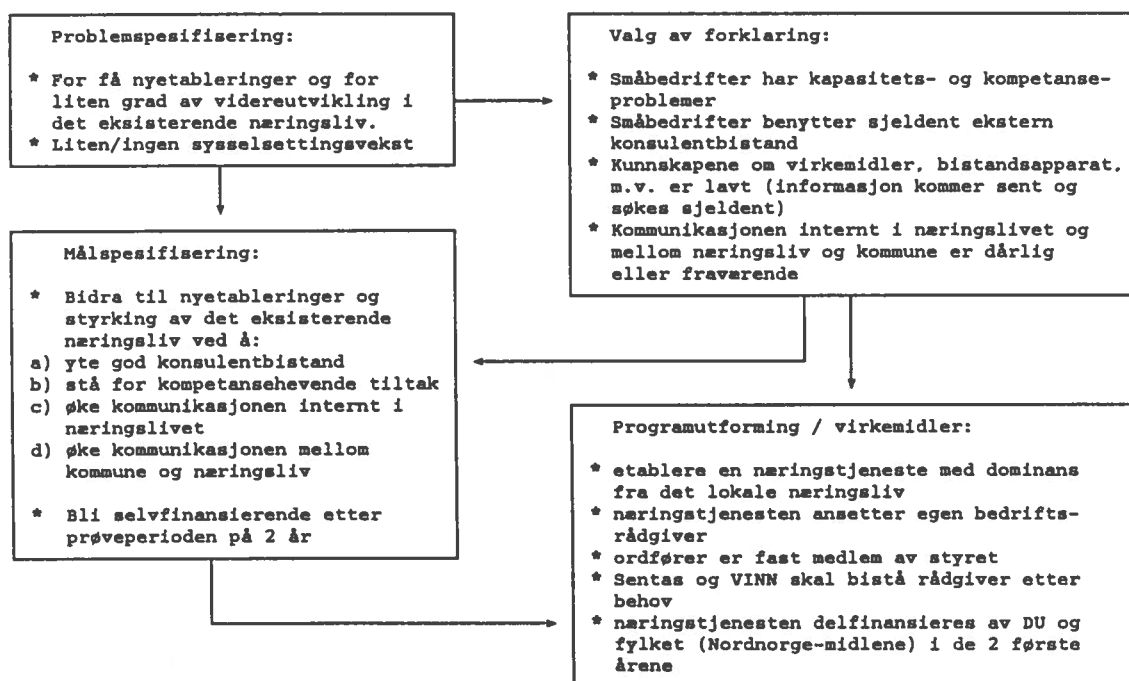 Problemspesifisering:
* For få nyetableringer og for
liten grad av videreutvikling i
det eksisterende næringsliv.
* Liten/ingen sysselsettingsvekst
Valg av forklaring:
* Småbedrifter har kapasitets- og kompetanse-
problemer
* Småbedrifter benytter sjeldent ekstern
konsulentbistand
* Kunnskapene om virkemidler, bistandsapparat,
m.v. er lavt (informasjon kommer sent og
søkes sjeldent)
* Kommunikasjonen internt i næringslivet og
mellom næringsliv og kommune er dårlig
eller fraværende
Målspesifisering:
* Bidra til nyetableringer og
styrking av det eksisterende
næringsliv ved å:
a) yte god konsulentbistand
b) stå for kompetansehevende tiltak
c) øke kommunikasjonen internt i
næringslivet
d) øke kommunikasjonen mellom
kommune og næringsliv
* Bli selvfinansierende etter
prøveperioden på 2 år
Programutforming / virkemidler:
* etablere en næringstjeneste med dominans
fra det lokale næringsliv
* næringstjenesten ansetter egen bedrifts-
rådgiver
* ordfører er fast medlem av styret
* Sentas og VINN skal bistå rådgiver etter
behov
* næringstjenesten delfinansieres av DU og
fylket (Nordnorge-midlene) i de 2 første
årene